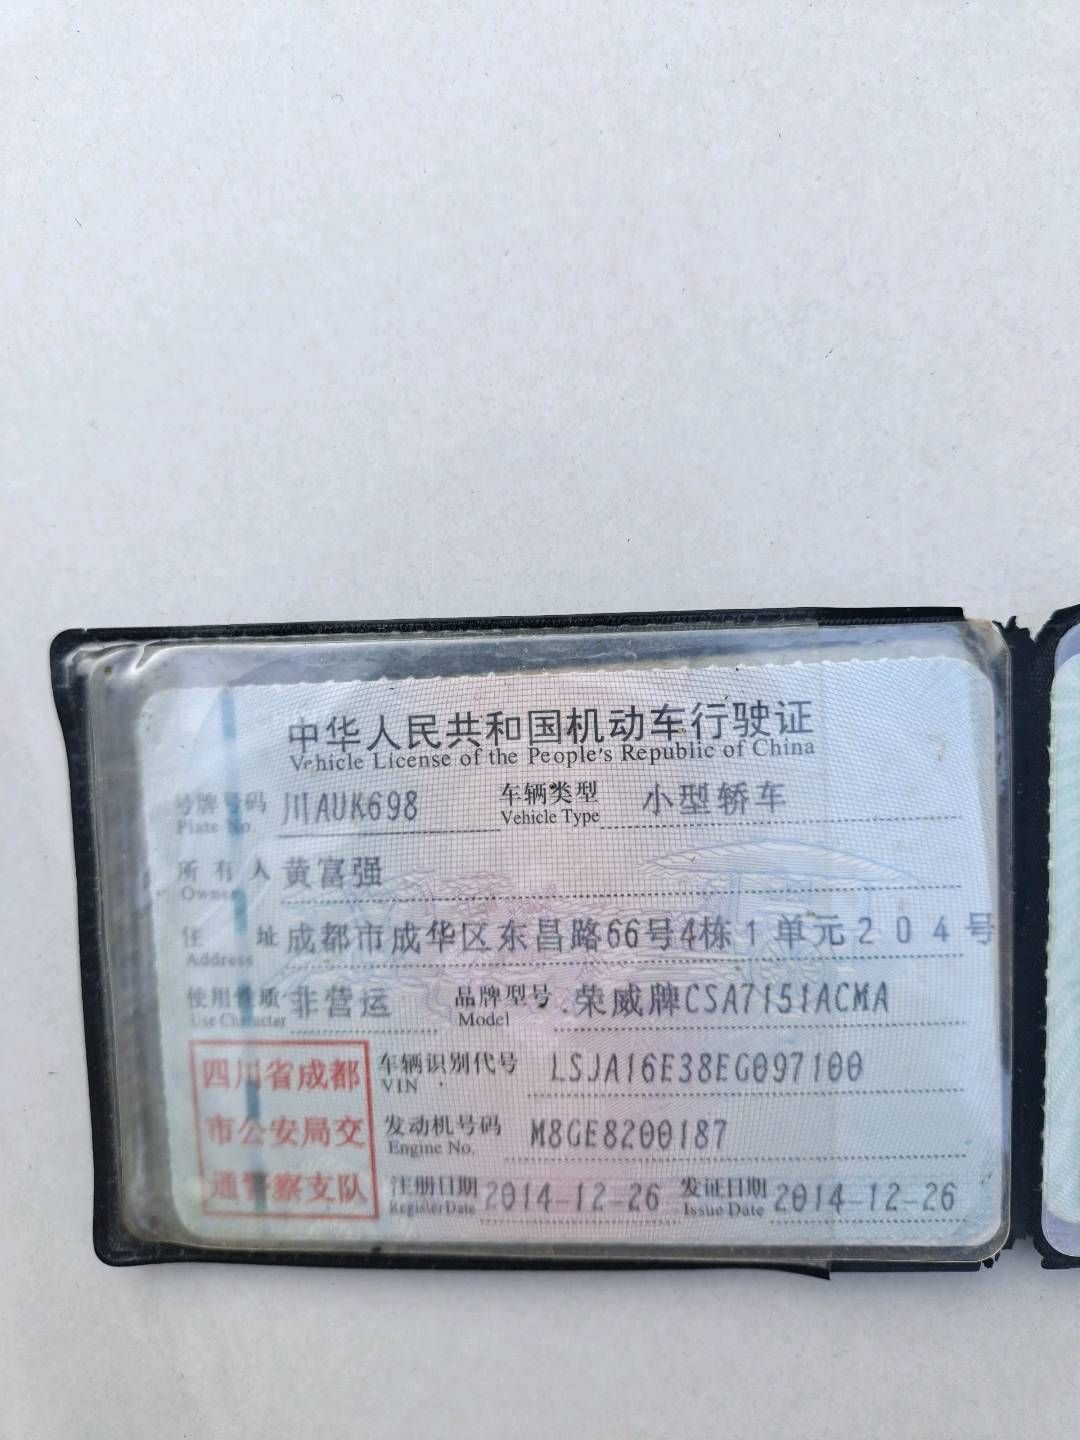 中华人民共和国机动车行驶证
Vehicle License of the People's Republic of China
号牌号码 川AUK698 车辆类型 小型轿车
Plate No. Vehicle Type
所有人 黄富强
Owner
住址 成都市成华区东昌路66号4栋1单元204号
Address
使用性质 非营运 品牌型号 荣威牌CSA7151ACMA
Use Character Model
四川省成都
市公安局交
通警察支队
车辆识别代号 LSJA16E38EG097100
VIN
发动机号码 M8GE8200187
Engine No.
注册日期 2014-12-26 发证日期 2014-12-26
Register Date Issue Date